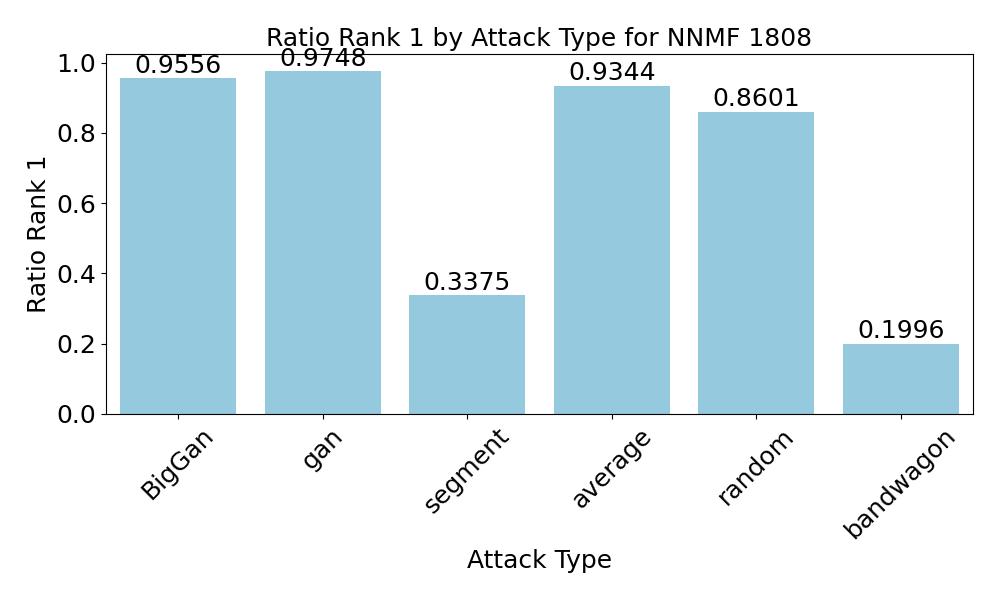 Ratio Rank 1 by Attack Type for NNMF 1808
Ratio Rank 1
1.0
0.8
0.6
0.4
0.2
0.0
0.9556
0.9748
0.3375
0.9344
0.8601
0.1996
BigGan
gan
segment
average
random
bandwagon
Attack Type